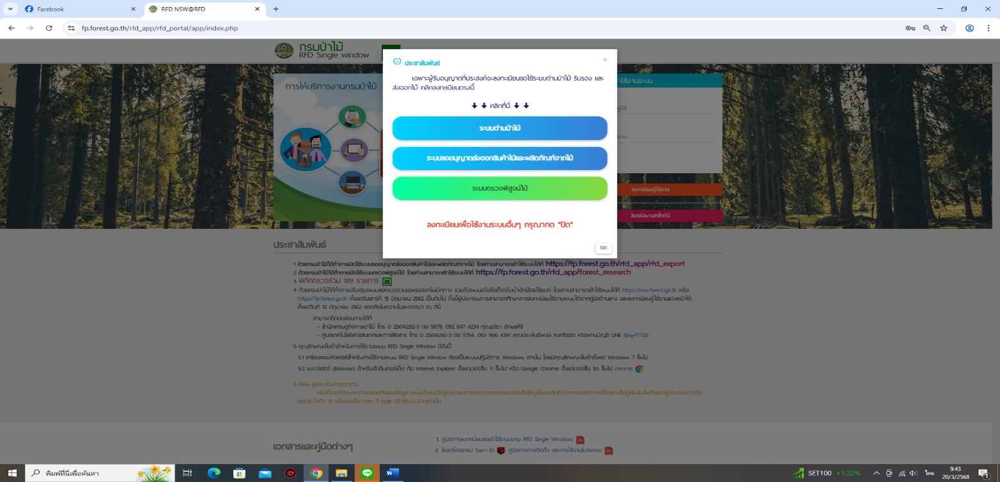 Facebook
RFD NSW@RFD
fp.forest.go.th/rfd_app/rfd_portal/app/index.php
กรมป่าไม้
RFD Single window
การให้บริการงานกรมป่าไม้
ประชาสัมพันธ์
เฉพาะผู้รับอนุญาตที่ประสงค์จะลงทะเบียนขอใช้ระบบด่านป่าไม้ รับรอง และ
ส่งออกไม้ คลิกลงทะเบียนตรงนี้
คลิกที่นี่
ระบบด่านป่าไม้
ระบบขออนุญาตส่งออกสินค้าไม้และผลิตภัณฑ์จากไม้
ระบบตรวจพิสูจน์ไม้
ลงทะเบียนเพื่อใช้งานระบบอื่นๆ กรุณากด "ปิด"
ปิด
ลงทะเบียนผู้ใช้งาน
ลืมรหัสผ่านคลิ๊กที่นี่
ประชาสัมพันธ์
1 ด้วยกรมป่าไม้ได้ทำการเปิดใช้ระบบขออนุญาตส่งออกสินค้าไม้และผลิตภัณฑ์จากไม้ โดยท่านสามารถเข้าใช้ระบบได้ที่ https://fp.forest.go.th/rfd_app/rfd_export
2. ด้วยกรมป่าไม้ได้ทำการเปิดใช้ระบบตรวจพิสูจน์ไม้ โดยท่านสามารถเข้าใช้ระบบได้ที่ https://fp.forest.go.th/rfd_app/forest_research
3 พิกัดตรวจร่วม 189 รายการ
4 ด้วยกรมป่าไม้ได้ทำการปรับปรุงระบบขอตรวจร่วมและขอออกใบเบิกทาง รวมถึงระบบแจ้งข้อเท็จจริงนำเข้าเลื่อยโซ่ยนต์ โดยท่านสามารถเข้าใช้ระบบได้ที่ https://nsw.forest.go.th หรือ
https://fp.forest.go.th ตั้งแต่วันเสาร์ที่ 15 มิถุนายน 2562 เป็นต้นไป ทั้งนี้ผู้ประกอบการสามารถศึกษาการลงทะเบียนใช้งานระบบได้จากคู่มือด้านล่าง และลงทะเบียนผู้ใช้งานล่วงหน้าได้
ตั้งแต่วันที่ 12 มิถุนายน 2562 ขออภัยในความไม่สะดวกมา ณ ที่นี้
สามารถติดต่อสอบถามได้ที่
- สำนักเศรษฐกิจการป่าไม้ โทร 0 25614292-3 ต่อ 5679, 092 647 4234 คุณรุจิรา อักษรศิริ
- ศูนย์เทคโนโลยีสารสนเทศและการสื่อสาร โทร 0 25614292-3 ต่อ 5754, 063 906 4391 คุณประพันธ์พงษ์ คงศรีรอด หรือผ่านบัญชี LINE @ayf7732r
5 คุณลักษณะขั้นต่ำสำหรับการใช้งานระบบ RFD Single Window มีดังนี้
5.1 เครื่องคอมพิวเตอร์สำหรับการใช้งานระบบ RFD Single Window ต้องเป็นระบบปฏิบัติการ Windows เท่านั้น โดยมีคุณลักษณะขั้นต่ำตั้งแต่ Windows 7 ขึ้นไป
5.2. เบราว์เซอร์ (Browser) สำหรับเข้าอินเทอร์เน็ต คือ Internet Explorer ตั้งแต่เวอร์ชัน 11 ขึ้นไป หรือ Google Chrome ตั้งแต่เวอร์ชัน 50 ขึ้นไป chrome
6 เรียน ผู้ประกอบการทุกท่าน
เพื่อเป็นการรักษาความปลอดภัยของข้อมูล ระบบกำหนดให้ผู้ประกอบการสามารถตรวจสอบและดึงข้อมูลใบขนสินค้าจากกรมศุลกากรได้เฉพาะข้อมูลใบขนสินค้าของผู้ประกอบการที่มี
เลขประจำตัว 13 หลักตรงกับ User ที่ login เข้าใช้ระบบงานเท่านั้น
เอกสารและคู่มือต่างๆ
1. คู่มือการลงทะเบียนขอเข้าใช้ระบบงาน RFD Single Windows
2. โหลดโปรแกรม Siam ID คู่มือการการติดตั้ง และการใช้งานโปรแกรม
พิมพ์ที่นี่เพื่อค้นหา
SET100 +1.22%
ไทย
9:43
20/3/2568